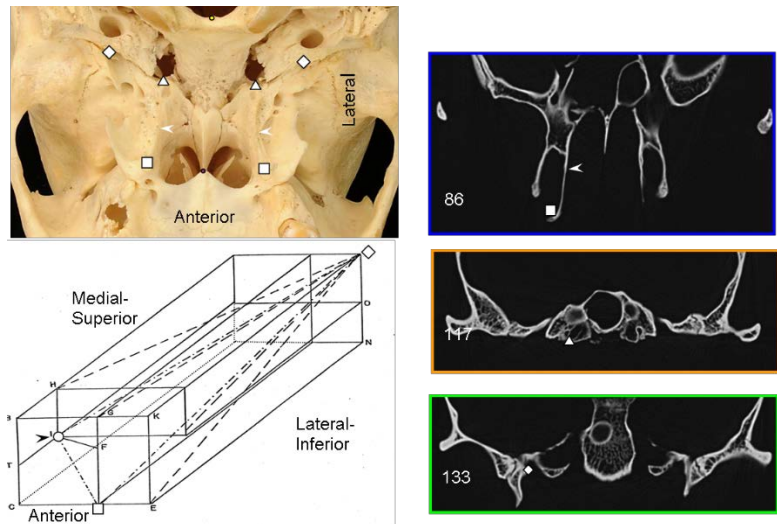 Lateral
Anterior
86
Medial-
Superior
D
N
H
B
G
K
117
Lateral-
Inferior
F
T
C
E
Anterior
133